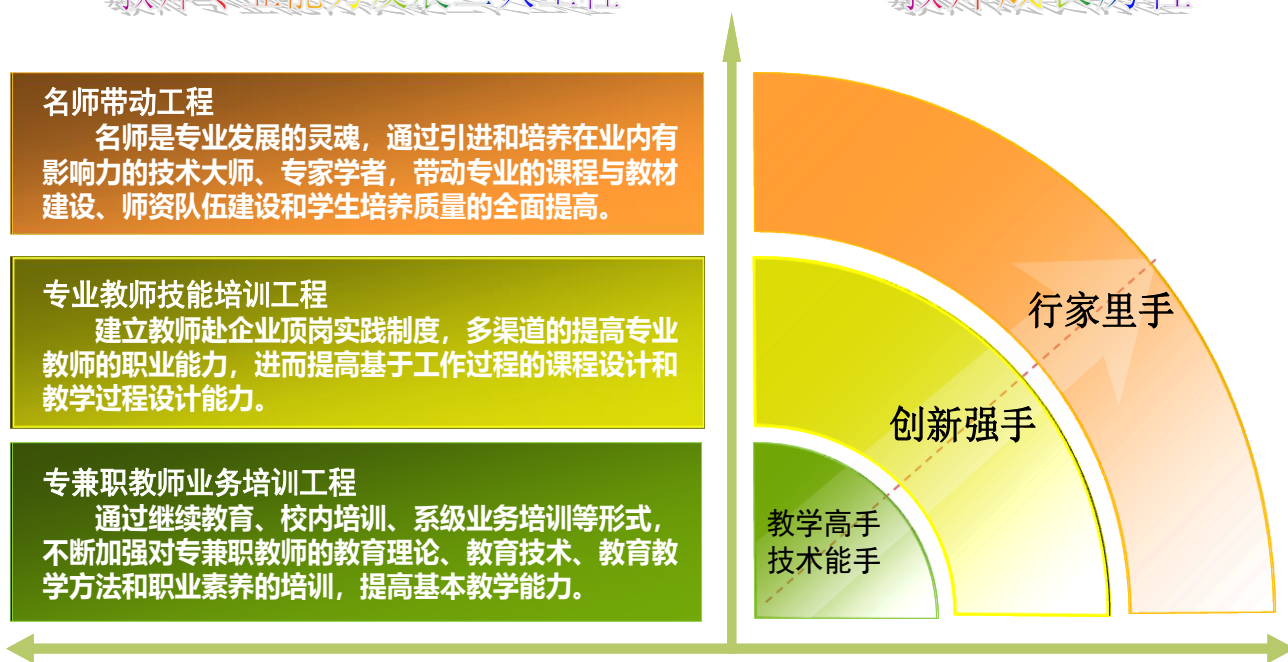 教师成长历程
名师带动工程
名师是专业发展的灵魂，通过引进和培养在业内有
影响力的技术大师、专家学者，带动专业的课程与教材
建设、师资队伍建设和学生培养质量的全面提高。
专业教师技能培训工程
建立教师赴企业顶岗实践制度，多渠道的提高专业
教师的职业能力，进而提高基于工作过程的课程设计和
教学过程设计能力。
专兼职教师业务培训工程
通过继续教育、校内培训、系级业务培训等形式，
不断加强对专兼职教师的教育理论、教育技术、教育教
学方法和职业素养的培训，提高基本教学能力。
行家里手
创新强手
教学高手
技术能手